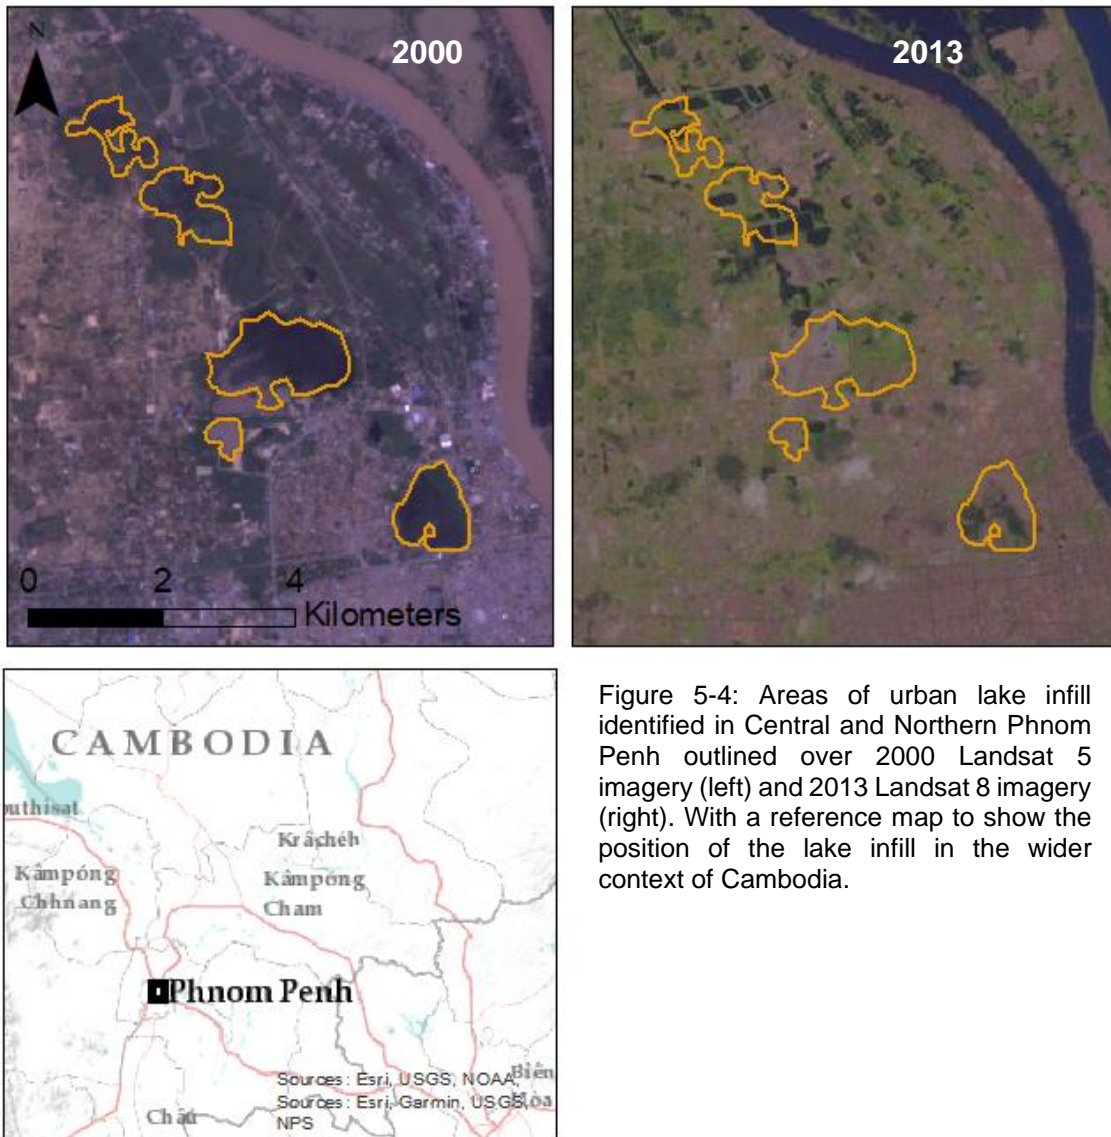 N
2000
2013
0 2 4
Kilometers
CAMBODIA
outhisat
Krâchéh
Kâmpóng
Chhnang
Kâmpóng
Cham
Phnom Penh
Sources: Esri, USGS, NOAA,
Sources: Esri, Garmin, USGS,
NPS
Biên
Hòa
Châu
Figure 5-4: Areas of urban lake infill
identified in Central and Northern Phnom
Penh outlined over 2000 Landsat 5
imagery (left) and 2013 Landsat 8 imagery
(right). With a reference map to show the
position of the lake infill in the wider
context of Cambodia.